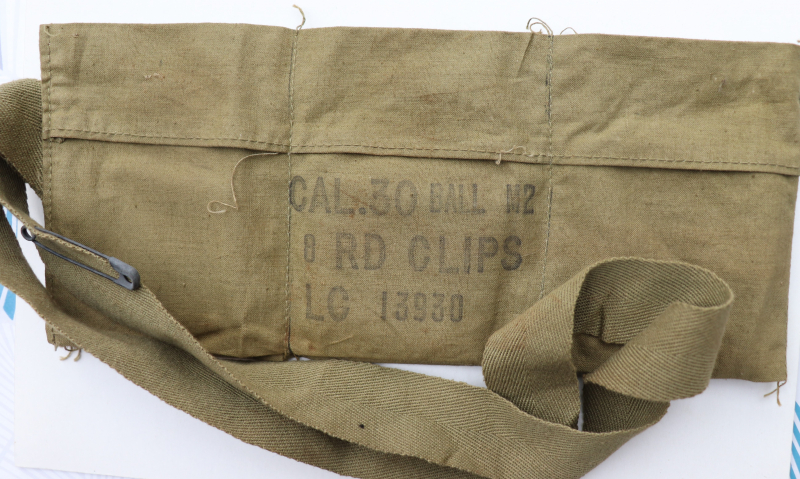 CAL..30 BALL M2
8 RD CLIPS
LC 13930